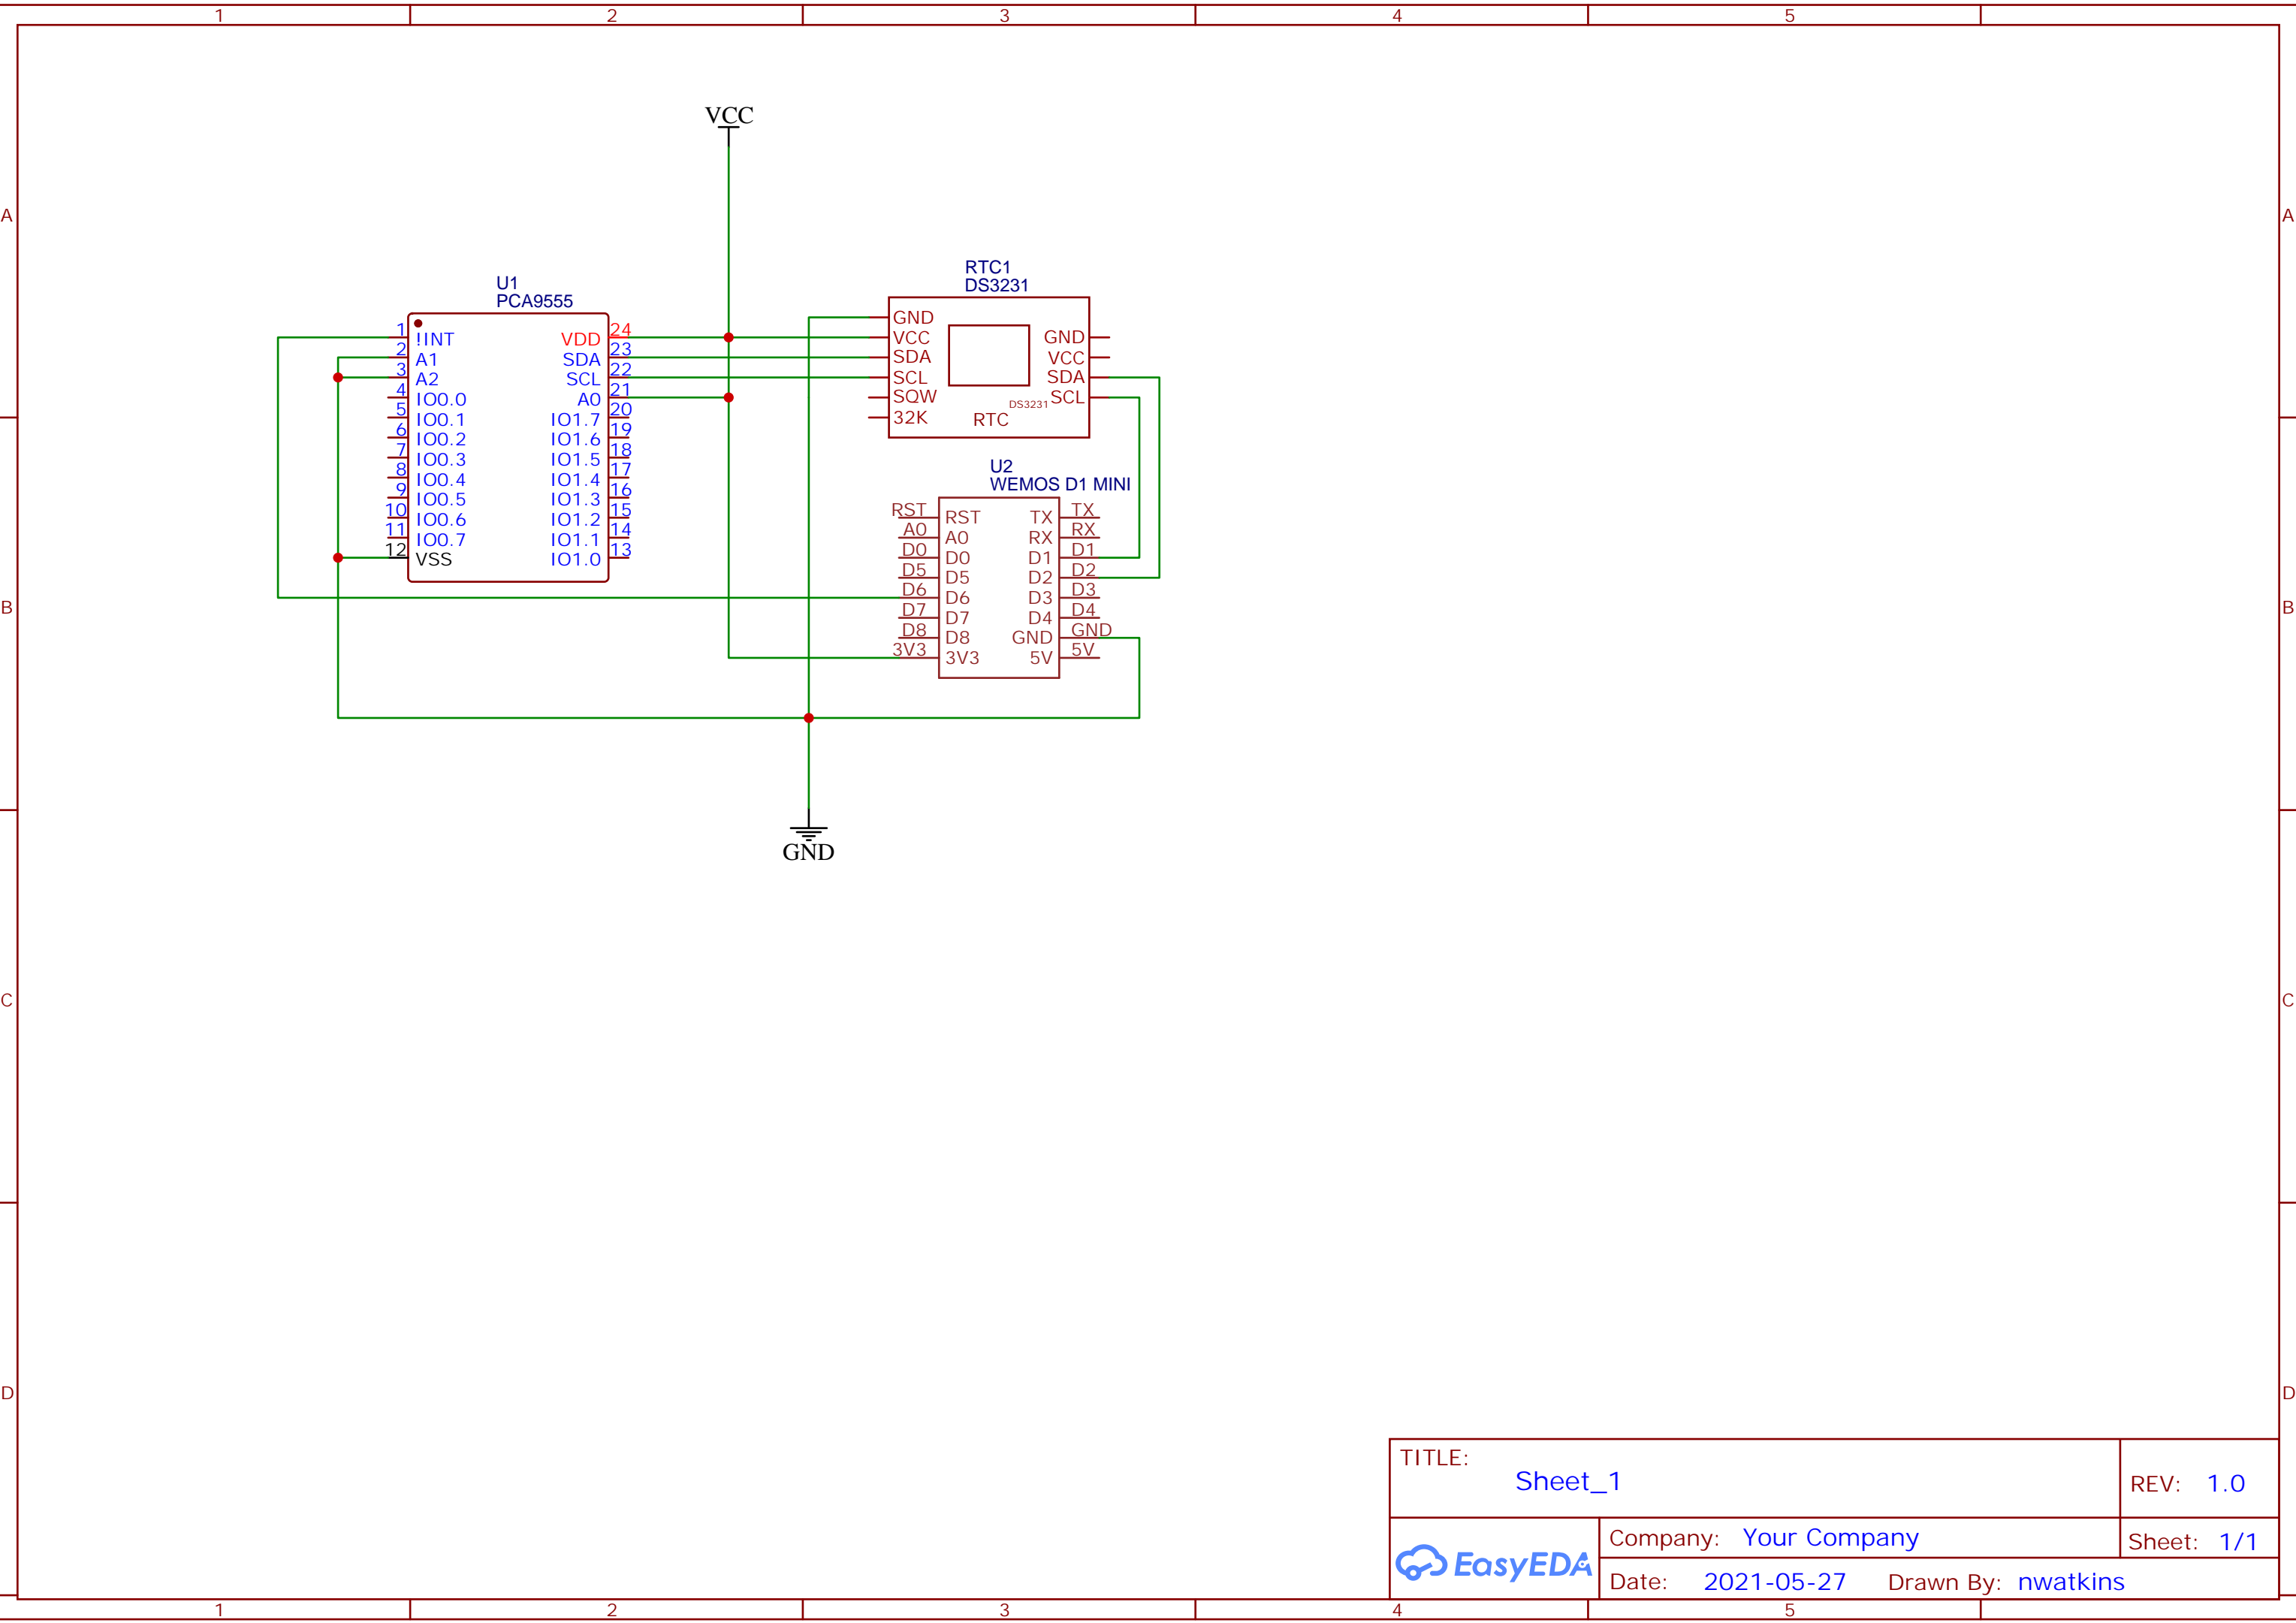 1 2 3 4 5
A A
VCC
RTC1
DS3231
U1
PCA9555
1 !INT VDD 24
2 A1 SDA 23
3 A2 SCL 22
4 IO0.0 A0 21
5 IO0.1 IO1.7 20
6 IO0.2 IO1.6 19
7 IO0.3 IO1.5 18
8 IO0.4 IO1.4 17
9 IO0.5 IO1.3 16
10 IO0.6 IO1.2 15
11 IO0.7 IO1.1 14
12 VSS IO1.0 13
GND
VCC GND
SDA VCC
SCL SDA
SQW DS3231 SCL
32K RTC
U2
WEMOS D1 MINI
RST RST TX TX
A0 A0 RX RX
D0 D0 D1 D1
D5 D5 D2 D2
D6 D6 D3 D3
D7 D7 D4 D4
D8 D8 GND GND
3V3 3V3 5V 5V
B B
GND
C C
D D
TITLE:
Sheet_1
REV: 1.0
EasyEDA
Company: Your Company
Sheet: 1/1
Date: 2021-05-27 Drawn By: nwatkins
1 2 3 4 5